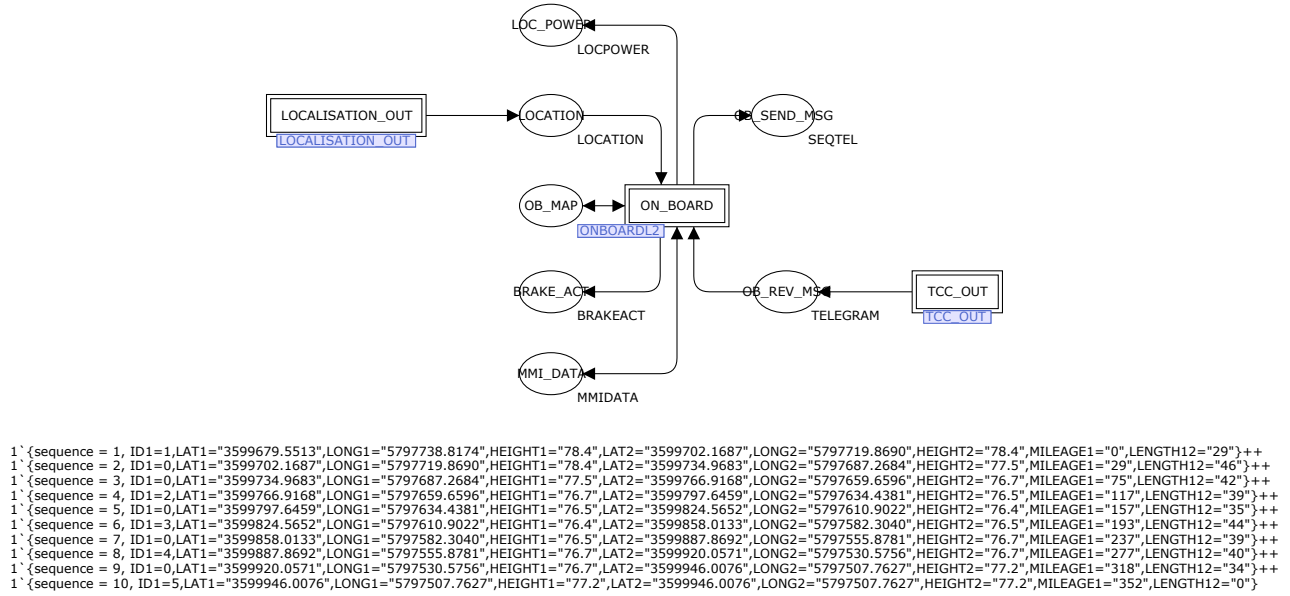 LOC_POWER
LOCPOWER
LOCALISATION_OUT
LOCALISATION_OUT
LOCATION
LOCATION
OB_SEND_MSG
SEQTEL
OB_MAP
ON_BOARD
ONBOARDL2
BRAKE_ACT
BRAKEACT
OB_REV_MSG
TELEGRAM
TCC_OUT
TCC_OUT
MMI_DATA
MMIDATA
1`{sequence = 1, ID1=1,LAT1="3599679.5513",LONG1="5797738.8174",HEIGHT1="78.4",LAT2="3599702.1687",LONG2="5797719.8690",HEIGHT2="78.4",MILEAGE1="0",LENGTH12="29"}++
1`{sequence = 2, ID1=0,LAT1="3599702.1687",LONG1="5797719.8690",HEIGHT1="78.4",LAT2="3599734.9683",LONG2="5797687.2684",HEIGHT2="77.5",MILEAGE1="29",LENGTH12="46"}++
1`{sequence = 3, ID1=0,LAT1="3599734.9683",LONG1="5797687.2684",HEIGHT1="77.5",LAT2="3599766.9168",LONG2="5797659.6596",HEIGHT2="76.7",MILEAGE1="75",LENGTH12="42"}++
1`{sequence = 4, ID1=2,LAT1="3599766.9168",LONG1="5797659.6596",HEIGHT1="76.7",LAT2="3599797.6459",LONG2="5797634.4381",HEIGHT2="76.5",MILEAGE1="117",LENGTH12="39"}++
1`{sequence = 5, ID1=0,LAT1="3599797.6459",LONG1="5797634.4381",HEIGHT1="76.5",LAT2="3599824.5652",LONG2="5797610.9022",HEIGHT2="76.4",MILEAGE1="157",LENGTH12="35"}++
1`{sequence = 6, ID1=3,LAT1="3599824.5652",LONG1="5797610.9022",HEIGHT1="76.4",LAT2="3599858.0133",LONG2="5797582.3040",HEIGHT2="76.5",MILEAGE1="193",LENGTH12="44"}++
1`{sequence = 7, ID1=0,LAT1="3599858.0133",LONG1="5797582.3040",HEIGHT1="76.5",LAT2="3599887.8692",LONG2="5797555.8781",HEIGHT2="76.7",MILEAGE1="237",LENGTH12="39"}++
1`{sequence = 8, ID1=4,LAT1="3599887.8692",LONG1="5797555.8781",HEIGHT1="76.7",LAT2="3599920.0571",LONG2="5797530.5756",HEIGHT2="76.7",MILEAGE1="277",LENGTH12="40"}++
1`{sequence = 9, ID1=0,LAT1="3599920.0571",LONG1="5797530.5756",HEIGHT1="76.7",LAT2="3599946.0076",LONG2="5797507.7627",HEIGHT2="77.2",MILEAGE1="318",LENGTH12="34"}++
1`{sequence = 10, ID1=5,LAT1="3599946.0076",LONG1="5797507.7627",HEIGHT1="77.2",LAT2="3599946.0076",LONG2="5797507.7627",HEIGHT2="77.2",MILEAGE1="352",LENGTH12="0"}